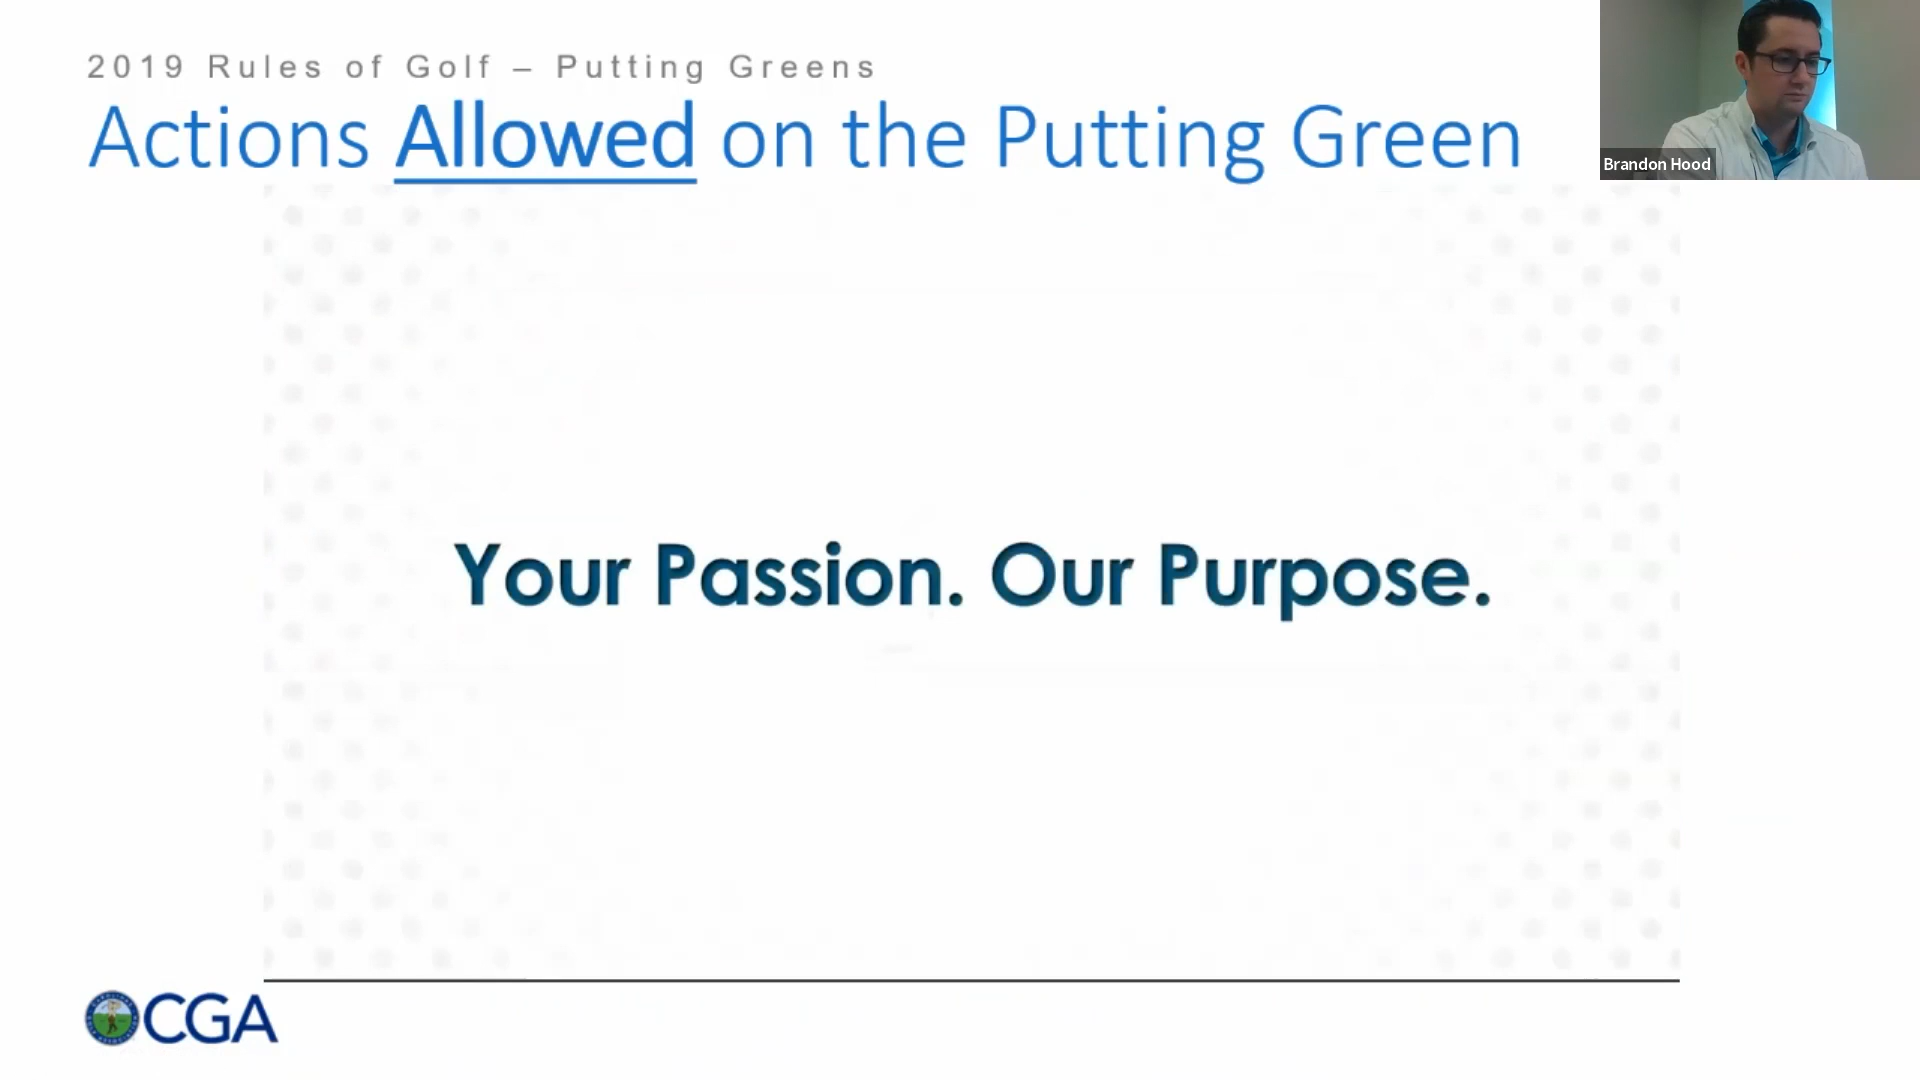 2019 Rules of Golf – Putting Greens
Actions Allowed on the Putting Green
Brandon Hood
Your Passion. Our Purpose.
CGA